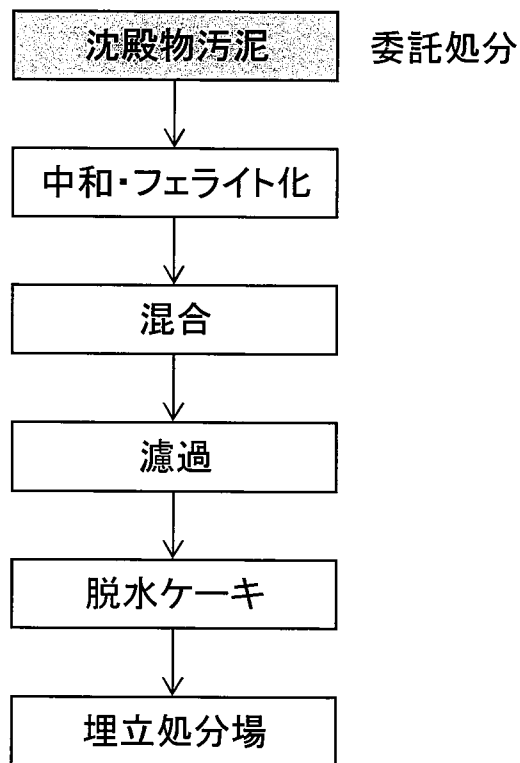 沈殿物汚泥 委託処分
中和・フェライト化
混合
濾過
脱水ケーキ
埋立処分場